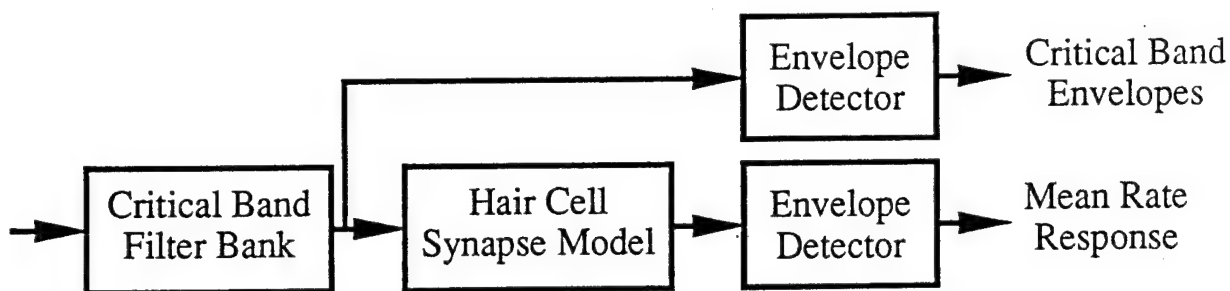 Envelope
Detector
Critical Band
Envelopes
Critical Band
Filter Bank
Hair Cell
Synapse Model
Envelope
Detector
Mean Rate
Response